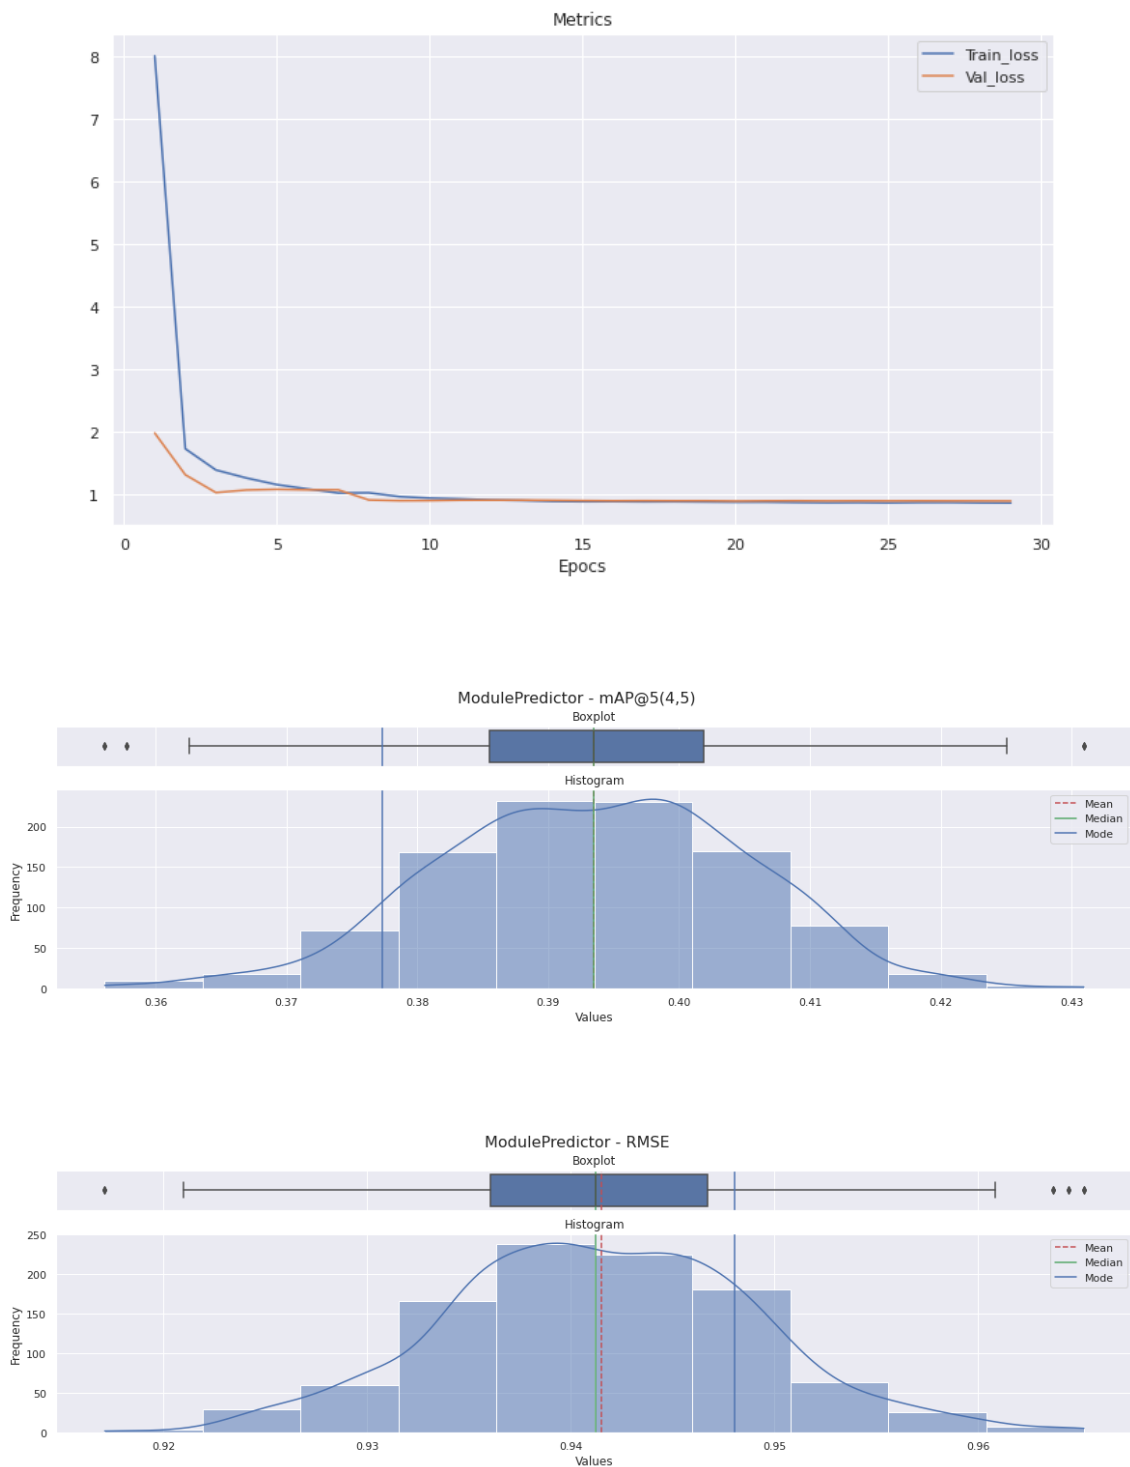 Metrics
Train_loss
Val_loss
8
7
6
5
4
3
2
1
0 5 10 15 20 25 30
Epocs
ModulePredictor - mAP@5(4,5)
Boxplot
Histogram
Mean
Median
Mode
Frequency
200
150
100
50
0
0.36 0.37 0.38 0.39 0.40 0.41 0.42 0.43
Values
ModulePredictor - RMSE
Boxplot
Histogram
Mean
Median
Mode
Frequency
250
200
150
100
50
0
0.92 0.93 0.94 0.95 0.96
Values